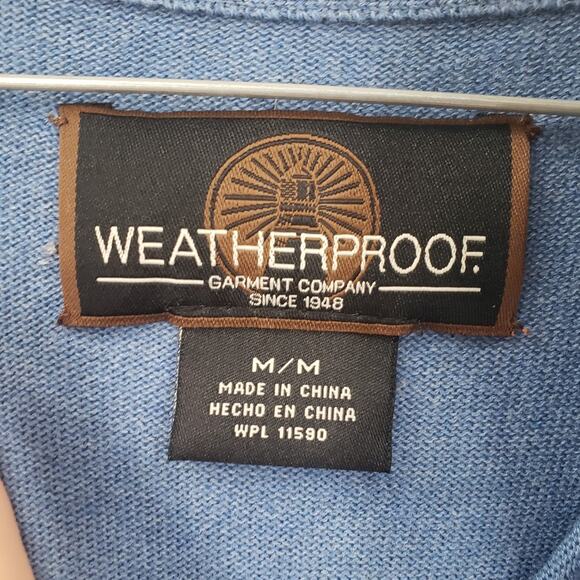 WEATHERPROOF.
GARMENT COMPANY
SINCE 1948
M/M
MADE IN CHINA
HECHO EN CHINA
WPL 11590